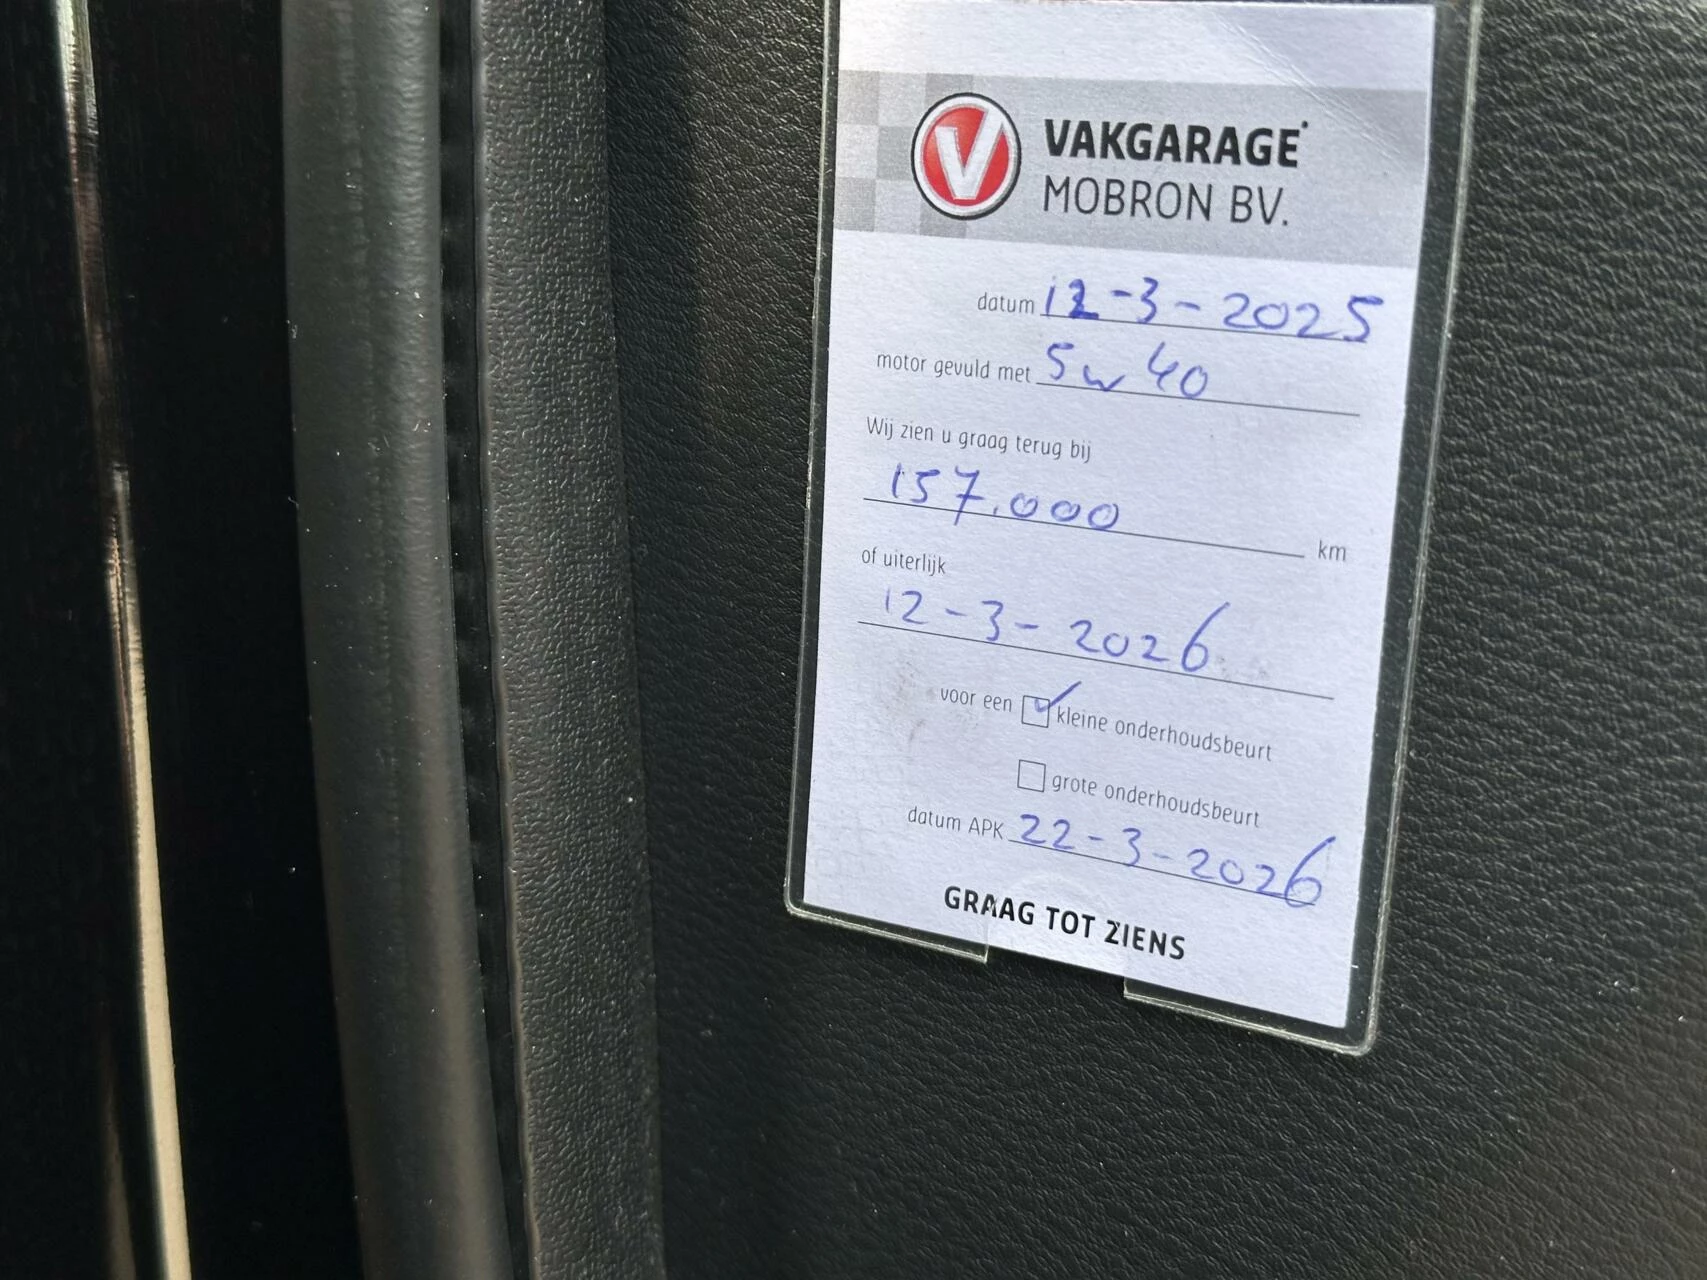 VAKGARAGE
MOBRON BV.
datum 12-3-2025
motor gevuld met 5w40
Wij zien u graag terug bij
157.000 km
of uiterlijk
12-3-2026
voor een kleine onderhoudsbeurt
grote onderhoudsbeurt
datum APK 22-3-2026
GRAAG TOT ZIENS